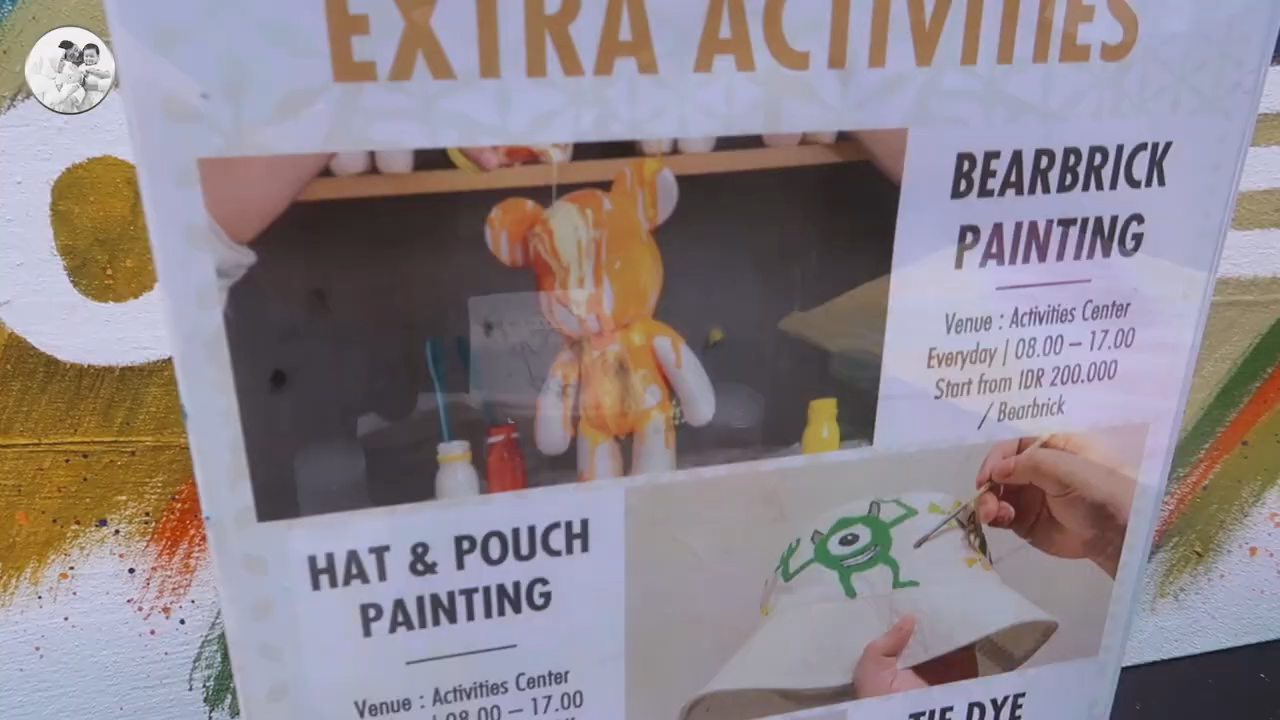 EXTRA ACTIVITIES
BEARBRICK
PAINTING
Venue : Activities Center
Everyday | 08.00 – 17.00
Start from IDR 200.000
/ Bearbrick
HAT & POUCH
PAINTING
Venue : Activities Center
| 08.00 – 17.00
TIE DYE